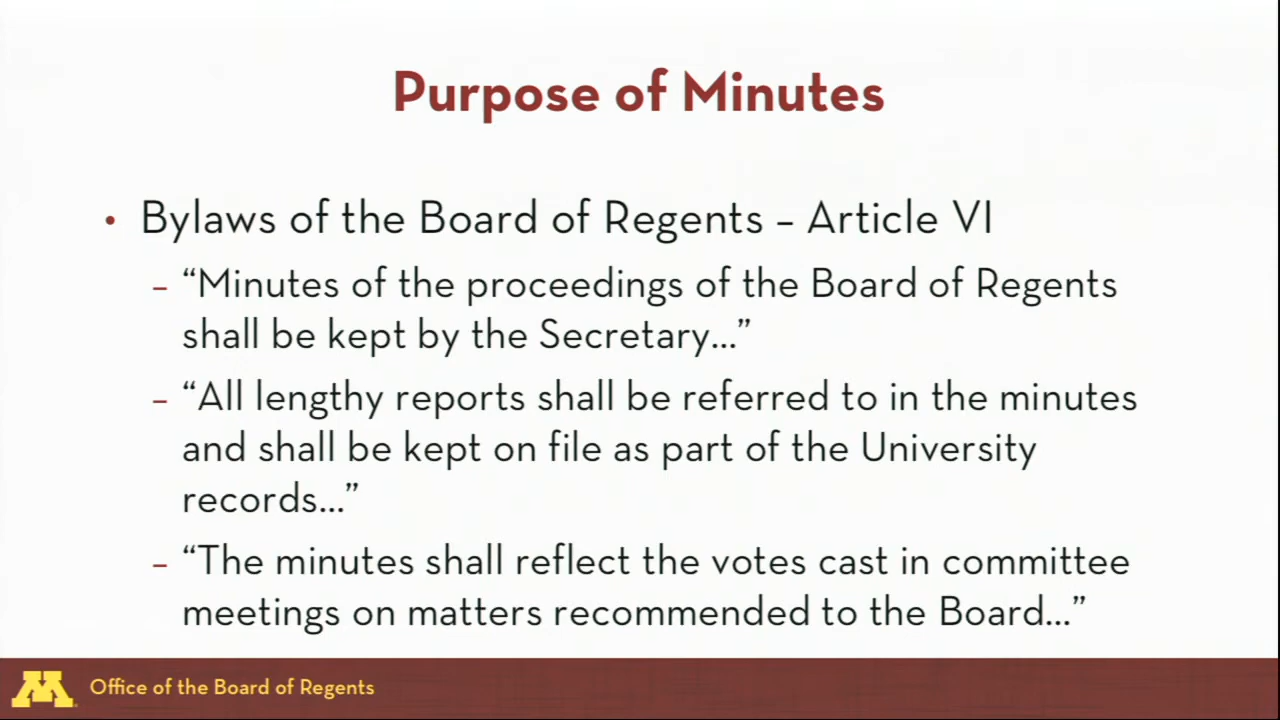 Purpose of Minutes
• Bylaws of the Board of Regents – Article VI
– “Minutes of the proceedings of the Board of Regents
shall be kept by the Secretary...”
– “All lengthy reports shall be referred to in the minutes
and shall be kept on file as part of the University
records...”
– “The minutes shall reflect the votes cast in committee
meetings on matters recommended to the Board...”
M Office of the Board of Regents